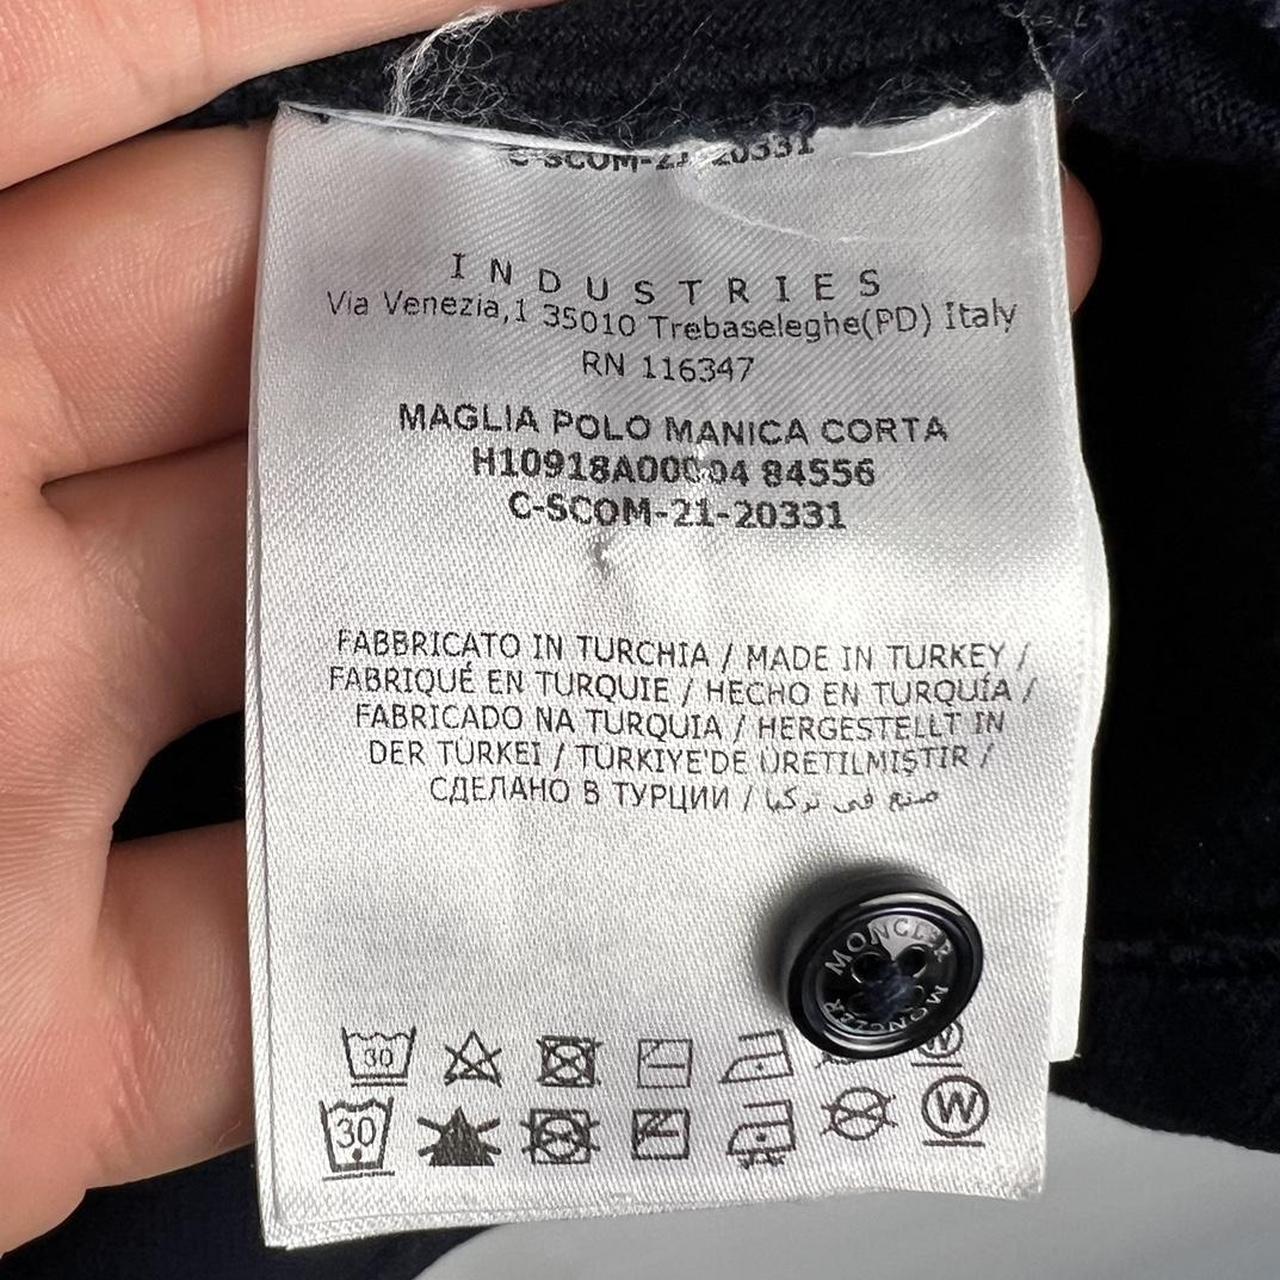 C-SCOM-21-20331
INDUSTRIES
Via Venezia,1 35010 Trebaseleghe(PD) Italy
RN 116347
MAGLIA POLO MANICA CORTA
H10918A00004 84556
C-SCOM-21-20331
FABBRICATO IN TURCHIA / MADE IN TURKEY /
FABRIQUÉ EN TURQUIE / HECHO EN TURQUÍA /
FABRICADO NA TURQUIA / HERGESTELLT IN
DER TÜRKEI / TÜRKIYE'DE ÜRETILMIŞTIR /
СДЕЛАНО В ТУРЦИИ / صنع في تركيا
MONCLER
MONCLER
30
W
30
W